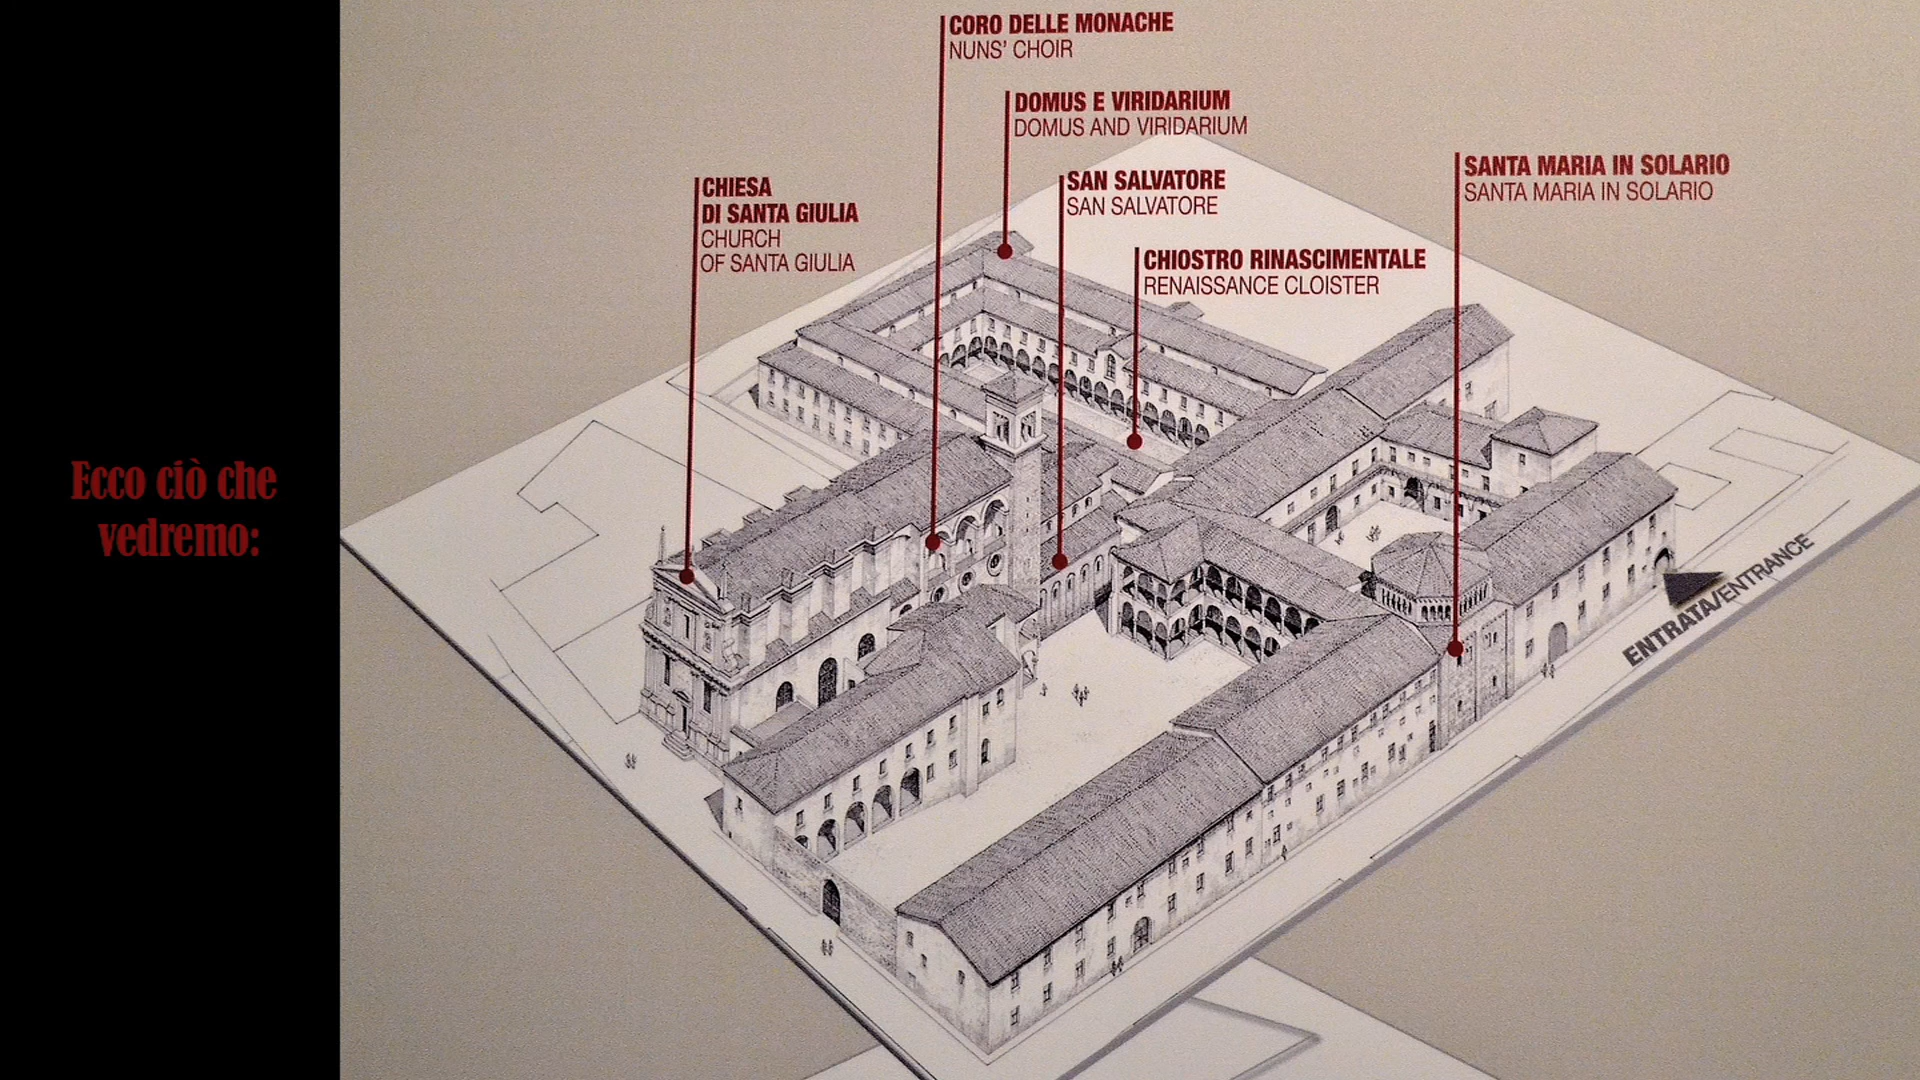 Ecco ciò che
vedremo:
CORO DELLE MONACHE
NUNS' CHOIR
DOMUS E VIRIDARIUM
DOMUS AND VIRIDARIUM
CHIESA
DI SANTA GIULIA
CHURCH
OF SANTA GIULIA
SAN SALVATORE
SAN SALVATORE
CHIOSTRO RINASCIMENTALE
RENAISSANCE CLOISTER
SANTA MARIA IN SOLARIO
SANTA MARIA IN SOLARIO
ENTRATA/ENTRANCE